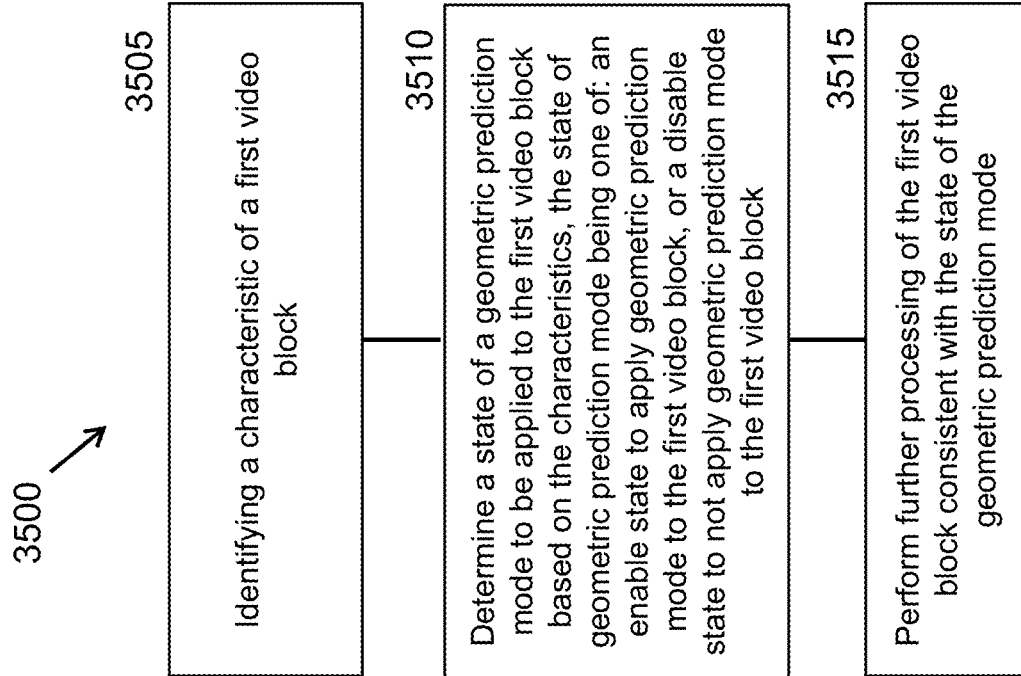 3500
3505
Identifying a characteristic of a first video
block
3510
Determine a state of a geometric prediction
mode to be applied to the first video block
based on the characteristics, the state of
geometric prediction mode being one of: an
enable state to apply geometric prediction
mode to the first video block, or a disable
state to not apply geometric prediction mode
to the first video block
3515
Perform further processing of the first video
block consistent with the state of the
geometric prediction mode